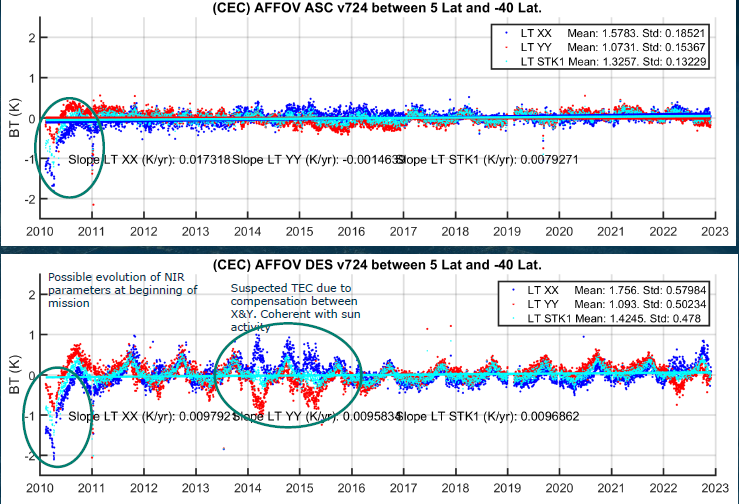 (CEC) AFFOV ASC v724 between 5 Lat and -40 Lat.
LT XX Mean: 1.5783. Std: 0.18521
LT YY Mean: 1.0731. Std: 0.15367
LT STK1 Mean: 1.3257. Std: 0.13229
BT (K)
2
1
0
-1
-2
Slope LT XX (K/yr): 0.017318 Slope LT YY (K/yr): -0.001463 Slope LT STK1 (K/yr): 0.0079271
2010 2011 2012 2013 2014 2015 2016 2017 2018 2019 2020 2021 2022 2023
(CEC) AFFOV DES v724 between 5 Lat and -40 Lat.
Possible evolution of NIR
parameters at beginning of
mission
Suspected TEC due to
compensation between
X&Y. Coherent with sun
activity
LT XX Mean: 1.756. Std: 0.57984
LT YY Mean: 1.093. Std: 0.50234
LT STK1 Mean: 1.4245. Std: 0.478
BT (K)
2
1
0
-1
-2
Slope LT XX (K/yr): 0.009792 Slope LT YY (K/yr): 0.009583 Slope LT STK1 (K/yr): 0.0096862
2010 2011 2012 2013 2014 2015 2016 2017 2018 2019 2020 2021 2022 2023